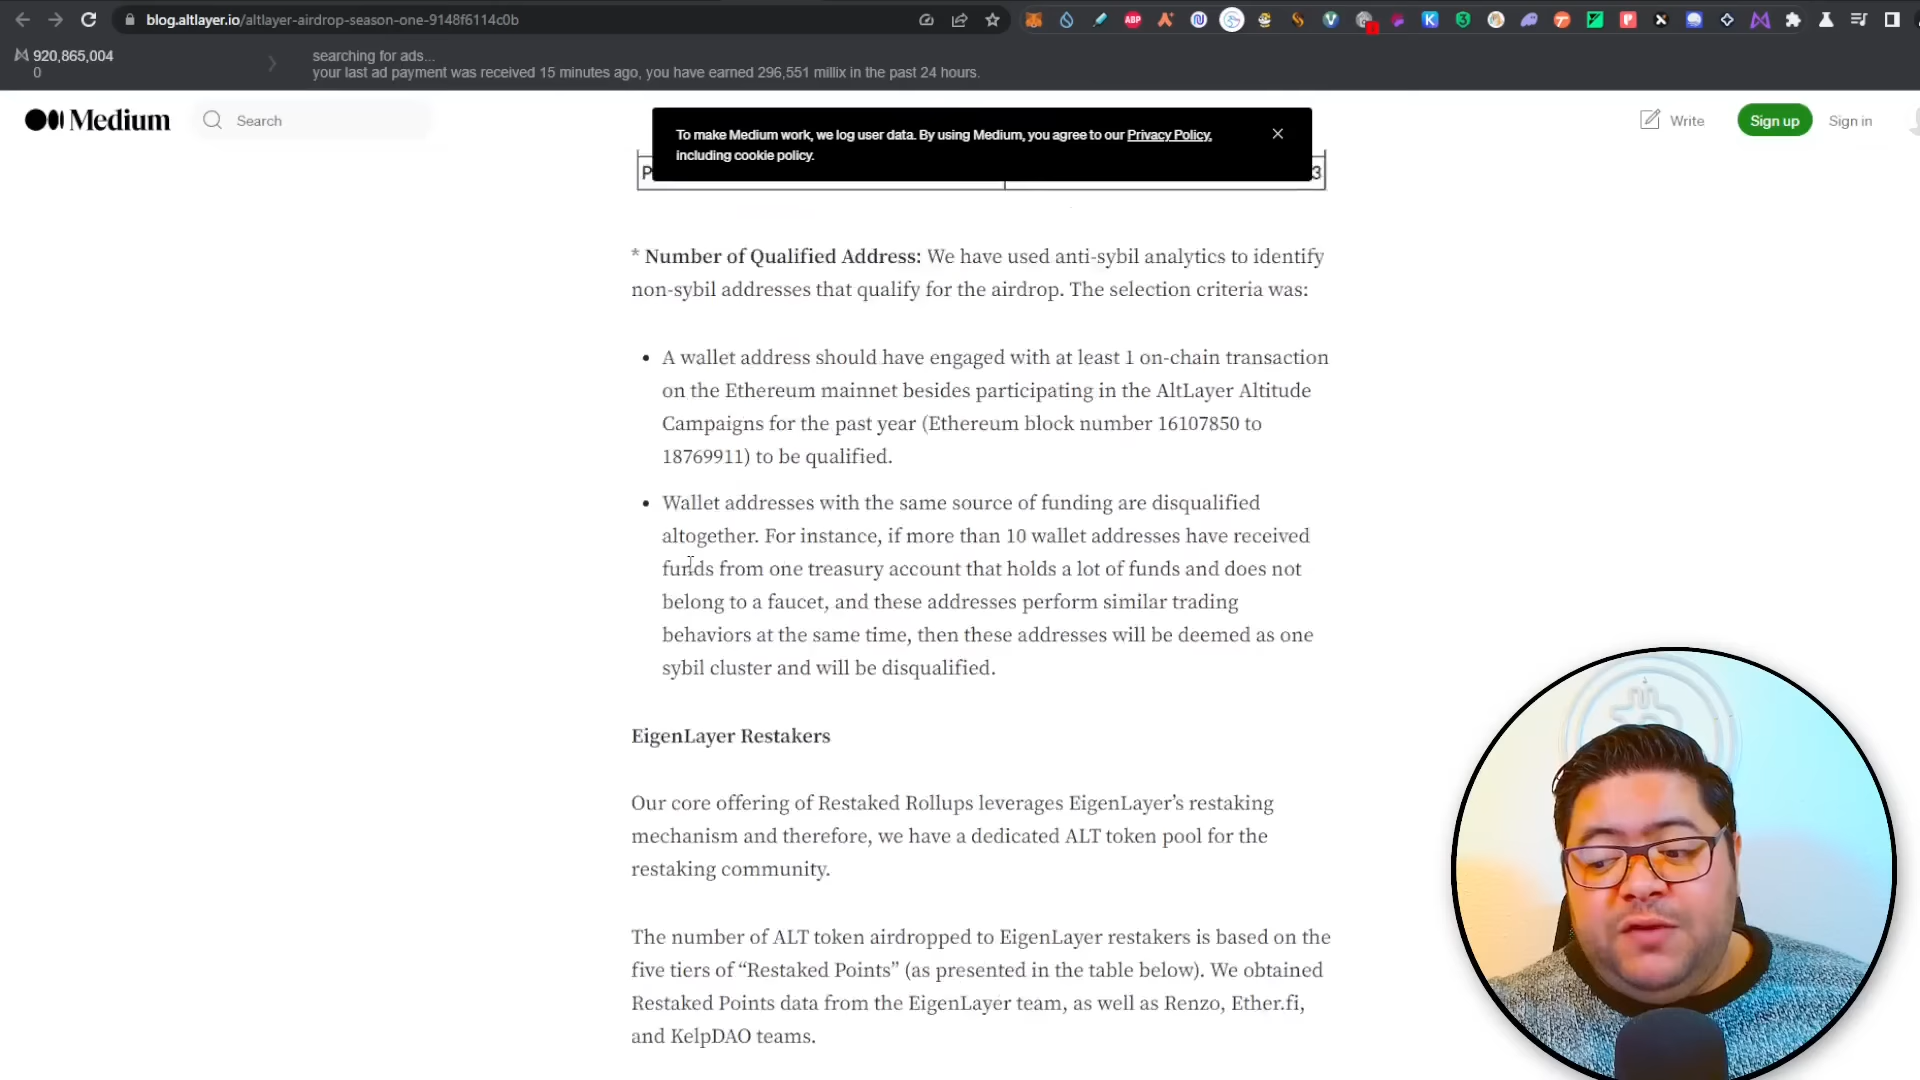 blog.altlayer.io/altlayer-airdrop-season-one-9148f6114c0b
920,865,004
0
searching for ads...
your last ad payment was received 15 minutes ago, you have earned 296,551 millix in the past 24 hours.
Medium
Search
To make Medium work, we log user data. By using Medium, you agree to our Privacy Policy,
including cookie policy.
Write
Sign up
Sign in
P
3
* Number of Qualified Address: We have used anti-sybil analytics to identify
non-sybil addresses that qualify for the airdrop. The selection criteria was:
• A wallet address should have engaged with at least 1 on-chain transaction
on the Ethereum mainnet besides participating in the AltLayer Altitude
Campaigns for the past year (Ethereum block number 16107850 to
18769911) to be qualified.
• Wallet addresses with the same source of funding are disqualified
altogether. For instance, if more than 10 wallet addresses have received
funds from one treasury account that holds a lot of funds and does not
belong to a faucet, and these addresses perform similar trading
behaviors at the same time, then these addresses will be deemed as one
sybil cluster and will be disqualified.
EigenLayer Restakers
Our core offering of Restaked Rollups leverages EigenLayer’s restaking
mechanism and therefore, we have a dedicated ALT token pool for the
restaking community.
The number of ALT token airdropped to EigenLayer restakers is based on the
five tiers of “Restaked Points” (as presented in the table below). We obtained
Restaked Points data from the EigenLayer team, as well as Renzo, Ether.fi,
and KelpDAO teams.